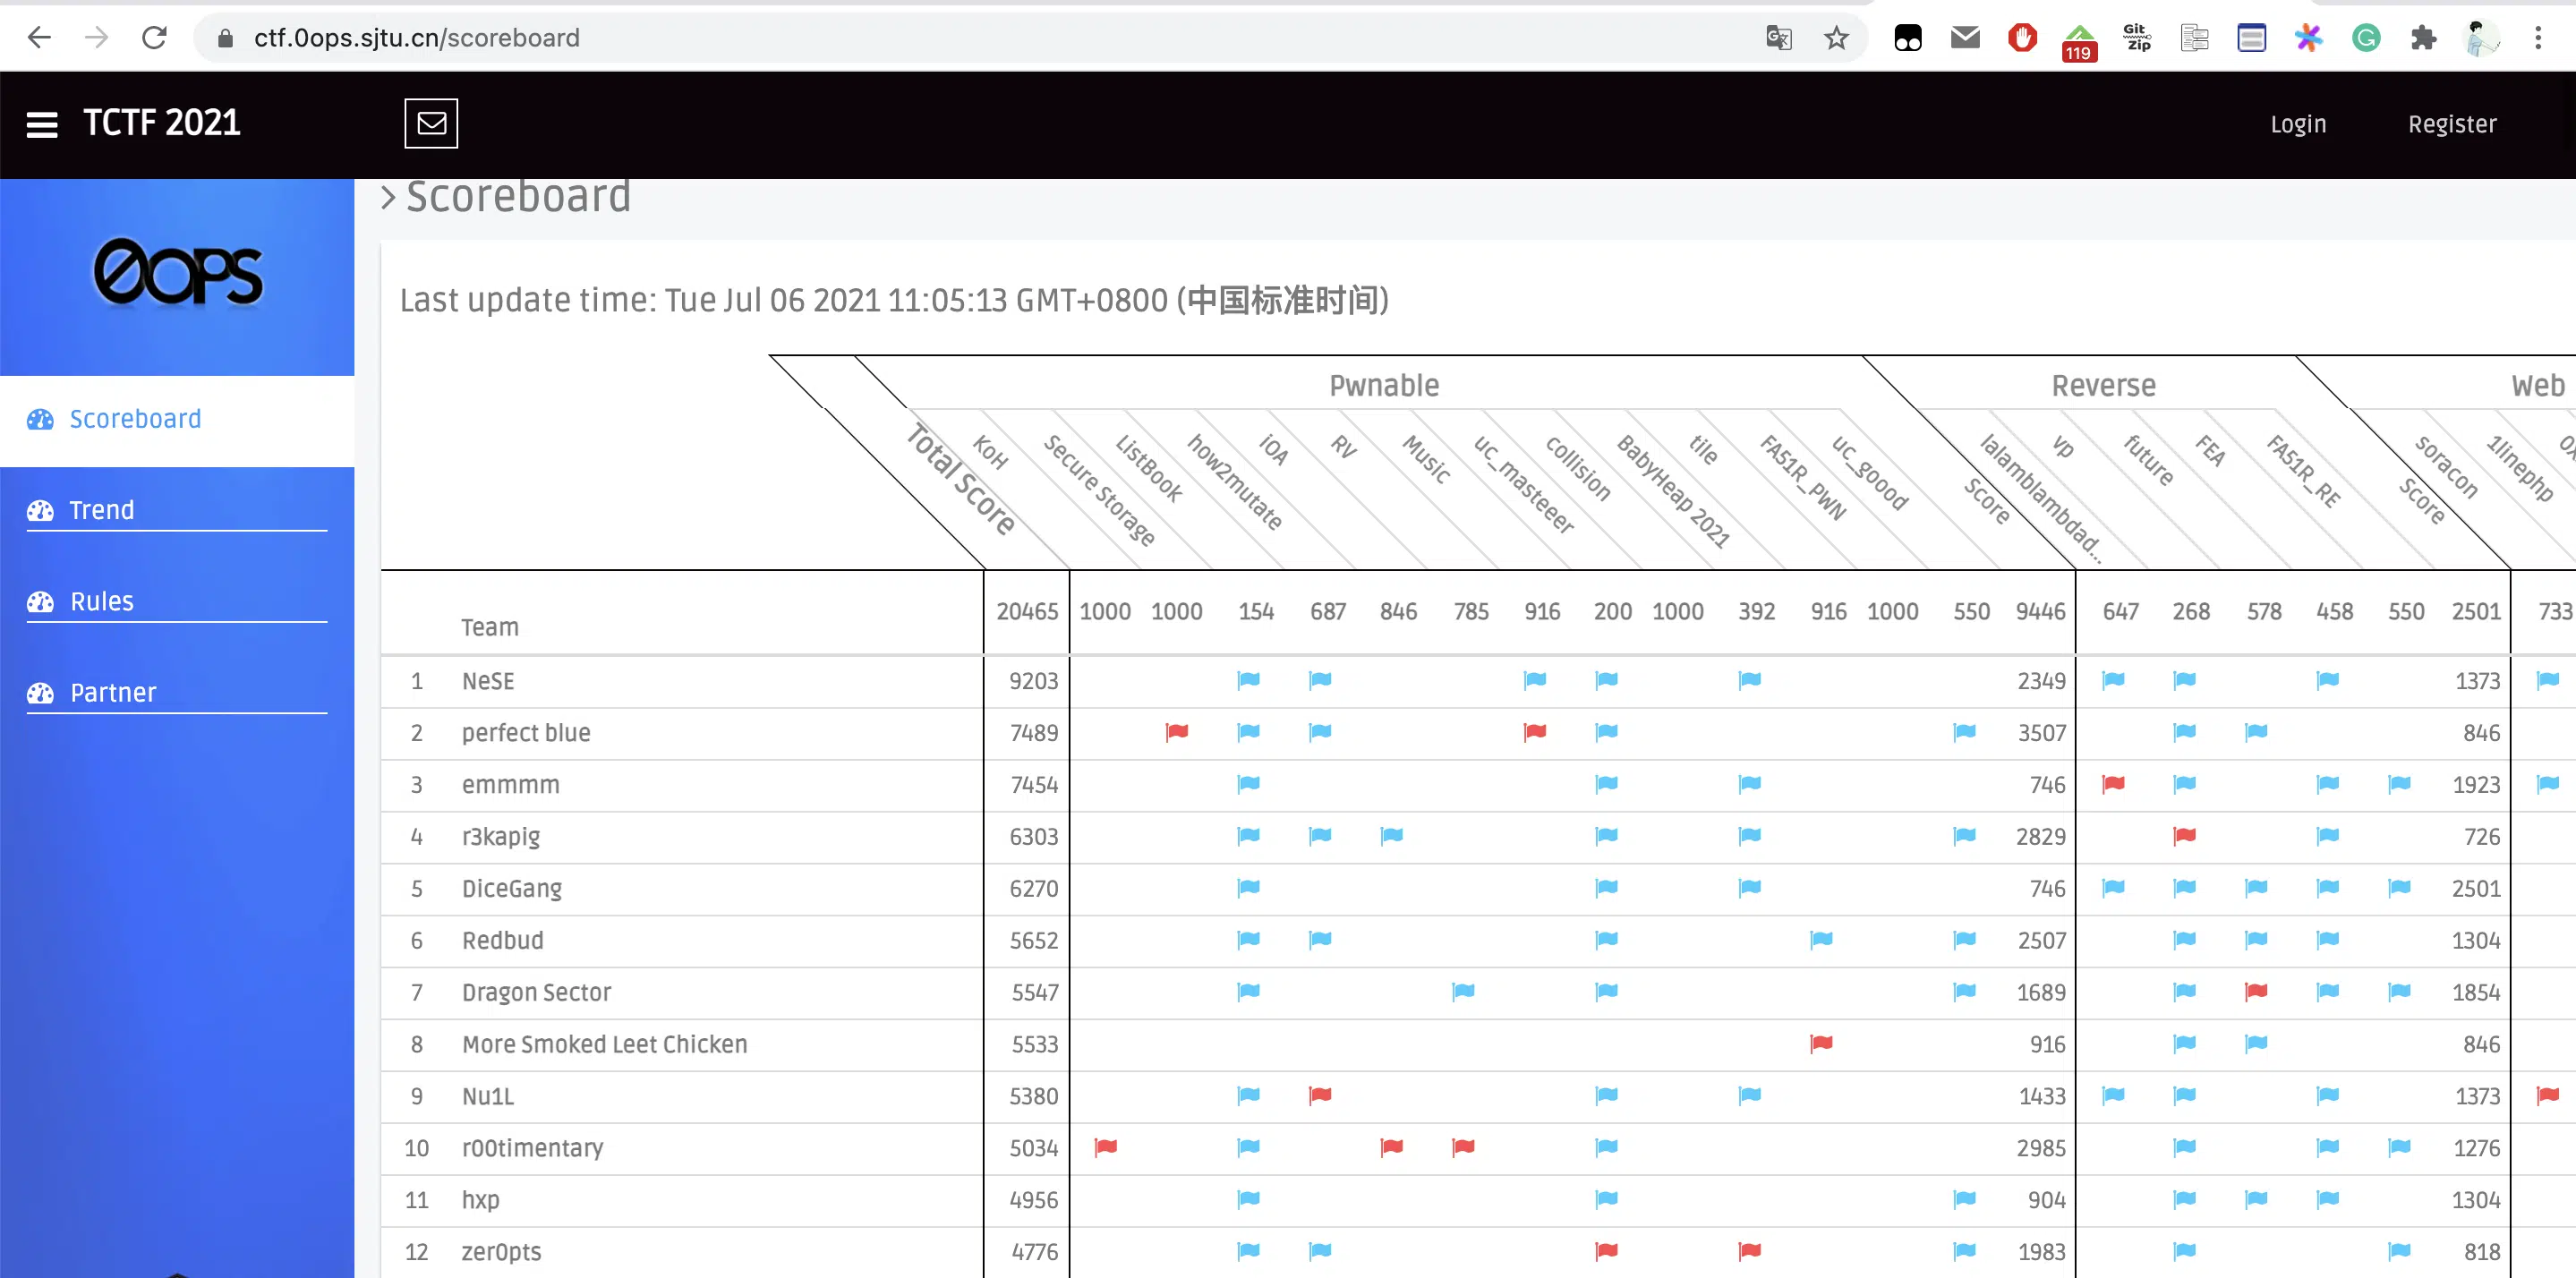 ctf.0ops.sjtu.cn/scoreboard
119
Git Zip
TCTF 2021
Login
Register
> Scoreboard
0OPS
Last update time: Tue Jul 06 2021 11:05:13 GMT+0800 (中国标准时间)
Scoreboard
Trend
Rules
Partner
Pwnable Reverse Web
Total Score KoH Secure Storage ListBook how2mutate iOA RV Music uc_masteeer collision BabyHeap 2021 tile FA51R_PWN uc_goood Score lalamblambdad... vp future FEA FA51R_RE Score soracon 1linephp
Team 20465 1000 1000 154 687 846 785 916 200 1000 392 916 1000 550 9446 647 268 578 458 550 2501 733
1 NeSE 9203 2349 1373
2 perfect blue 7489 3507 846
3 emmmm 7454 746 1923
4 r3kapig 6303 2829 726
5 DiceGang 6270 746 2501
6 Redbud 5652 2507 1304
7 Dragon Sector 5547 1689 1854
8 More Smoked Leet Chicken 5533 916 846
9 Nu1L 5380 1433 1373
10 r00timentary 5034 2985 1276
11 hxp 4956 904 1304
12 zer0pts 4776 1983 818